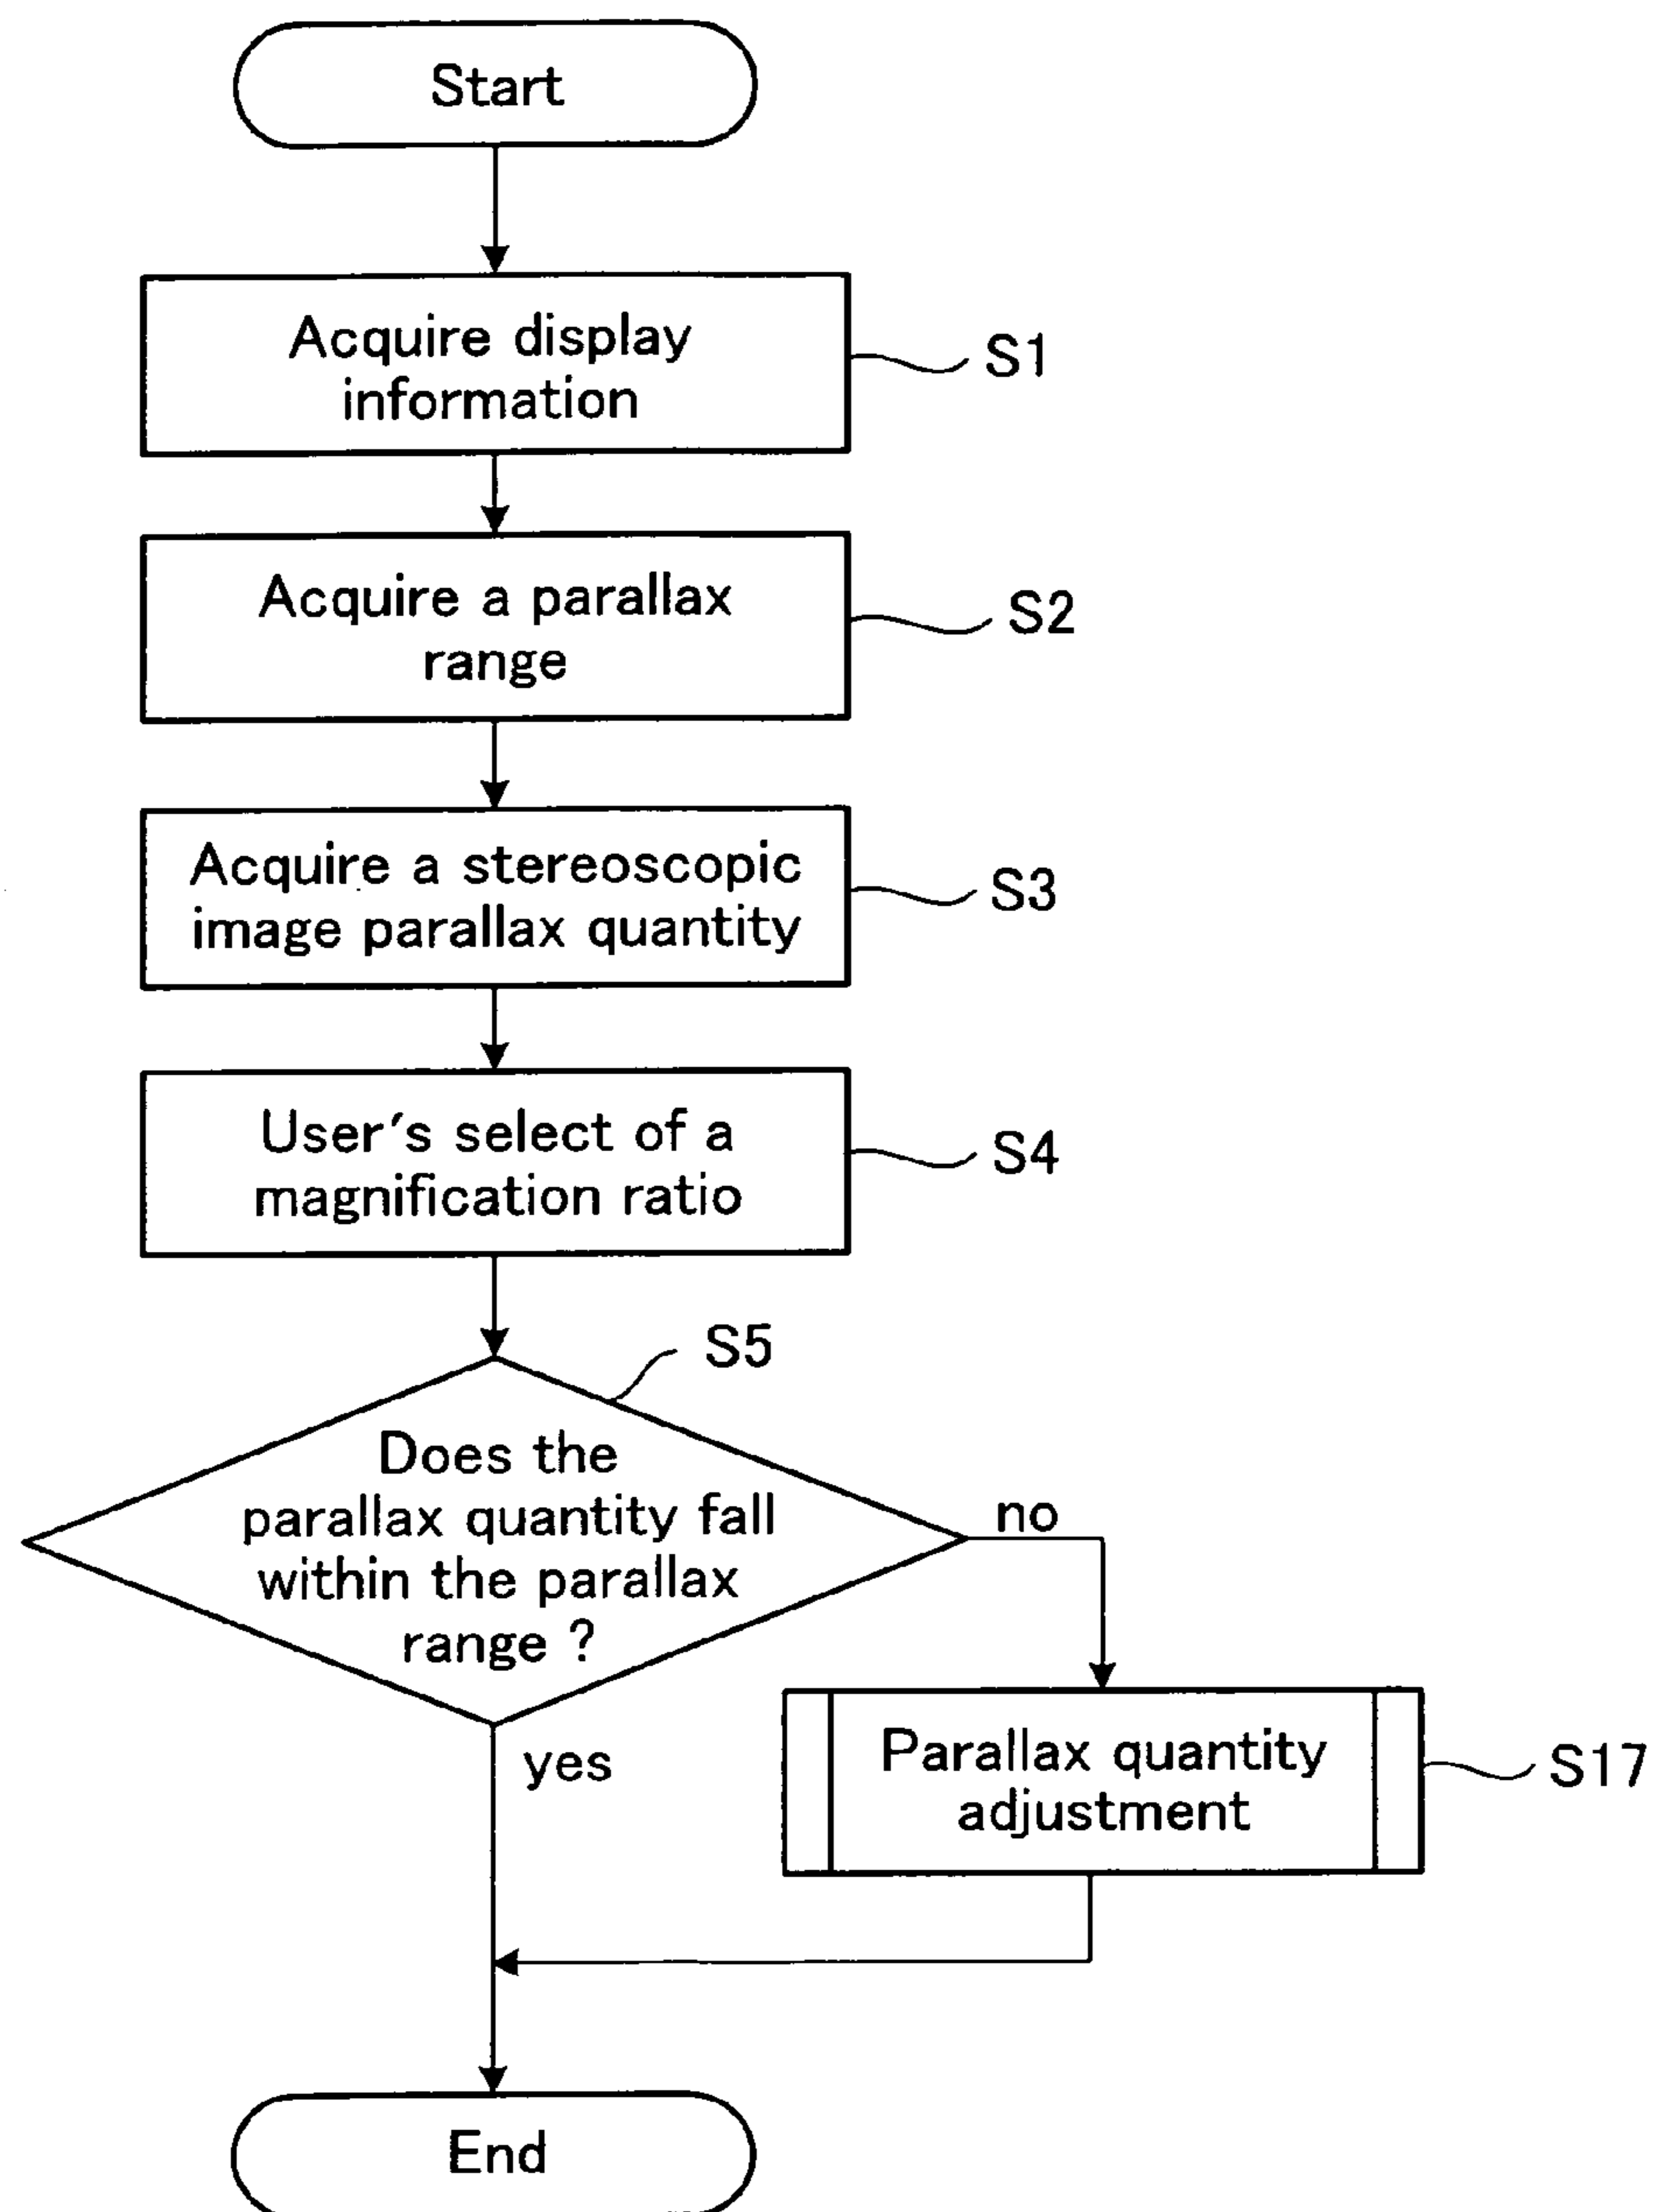 Start
Acquire display
information
S1
Acquire a parallax
range
S2
Acquire a stereoscopic
image parallax quantity
S3
User's select of a
magnification ratio
S4
S5
Does the
parallax quantity fall
within the parallax
range ?
no
yes
Parallax quantity
adjustment
S17
End